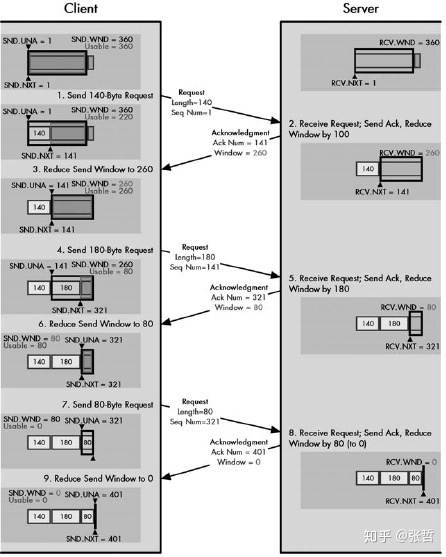 Client
Server
SND.UNA = 1
SND.WND = 360
Usable = 360
SND.NXT = 1
RCV.WND = 360
RCV.NXT = 1
1. Send 140-Byte Request
Request
Length=140
Seq Num=1
SND.UNA = 1
SND.WND = 360
Usable = 220
140
SND.NXT = 141
2. Receive Request; Send Ack, Reduce
Window by 100
Acknowledgment
Ack Num = 141
Window = 260
RCV.WND = 260
140
RCV.NXT = 141
3. Reduce Send Window to 260
SND.UNA = 141
SND.WND = 260
Usable = 260
140
SND.NXT = 141
4. Send 180-Byte Request
Request
Length=180
Seq Num=141
SND.UNA = 141
SND.WND = 260
Usable = 80
140 180
SND.NXT = 321
5. Receive Request; Send Ack, Reduce
Window by 180
Acknowledgment
Ack Num = 321
Window = 80
RCV.WND = 80
140 180
RCV.NXT = 321
6. Reduce Send Window to 80
SND.WND = 80
SND.UNA = 321
Usable = 80
140 180
SND.NXT = 321
7. Send 80-Byte Request
Request
Length=80
Seq Num=321
SND.WND = 80
SND.UNA = 321
Usable = 0
140 180 80
8. Receive Request; Send Ack, Reduce
Window by 80 (to 0)
Acknowledgment
Ack Num = 401
Window = 0
RCV.WND = 0
140 180 80
RCV.NXT = 401
9. Reduce Send Window to 0
SND.WND = 0
SND.UNA = 401
Usable = 0
140 180 80
SND.NXT = 401
知乎 @张哲